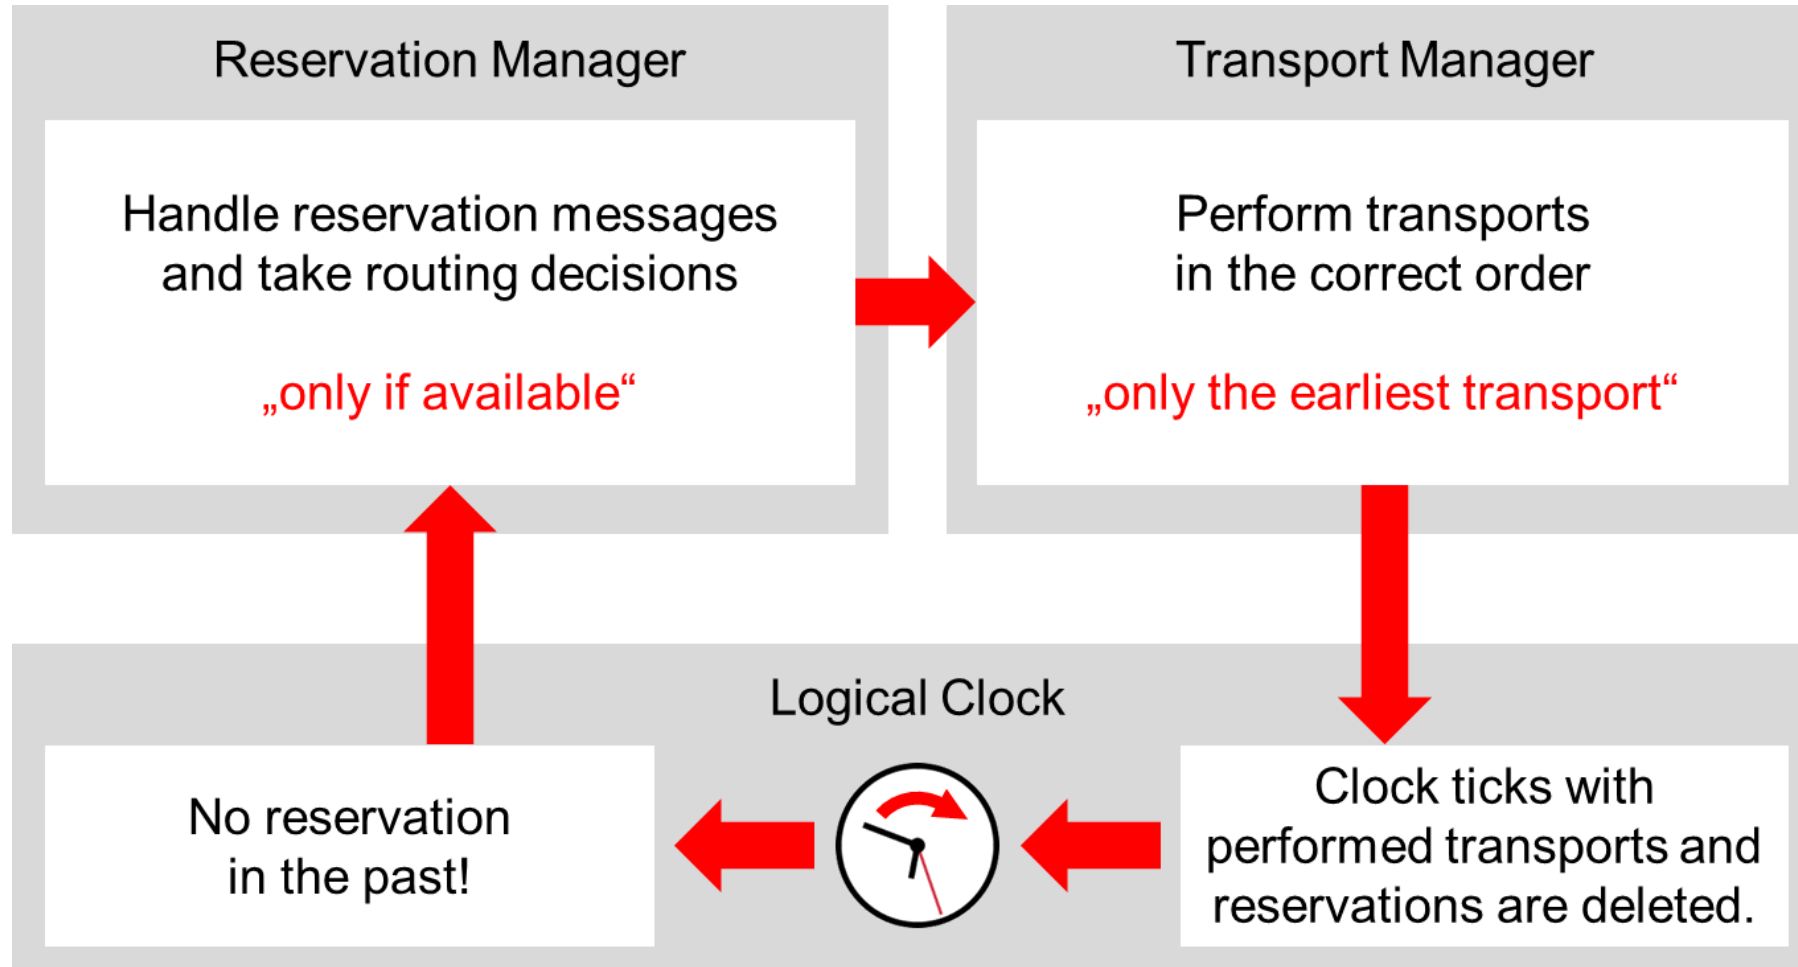 Reservation Manager
Handle reservation messages
and take routing decisions
„only if available“
Transport Manager
Perform transports
in the correct order
„only the earliest transport“
Logical Clock
No reservation
in the past!
Clock ticks with
performed transports and
reservations are deleted.